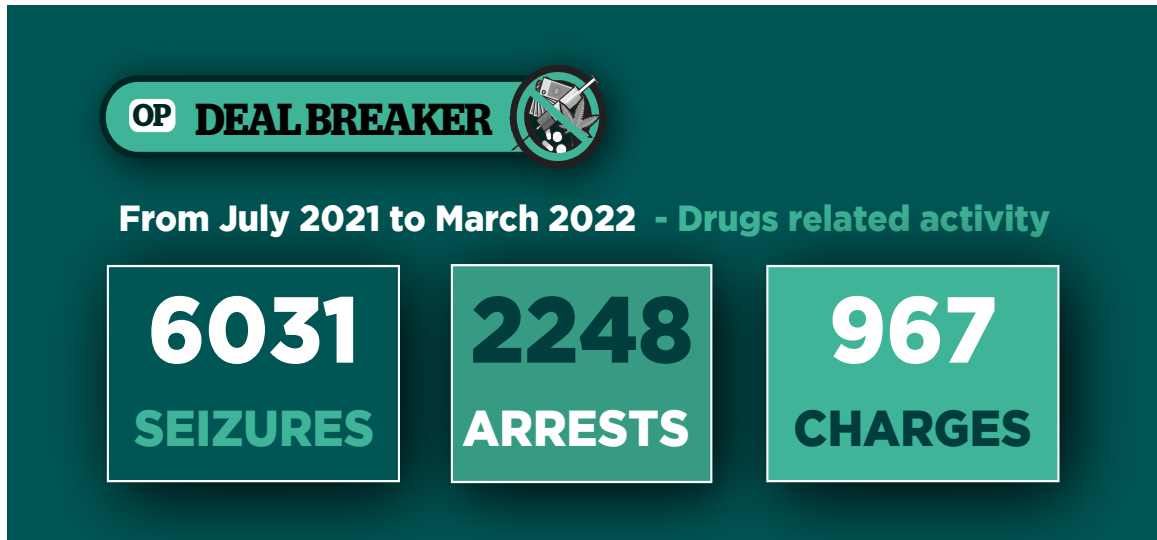 OP DEAL BREAKER
From July 2021 to March 2022 - Drugs related activity
6031 2248 967
SEIZURES ARRESTS CHARGES